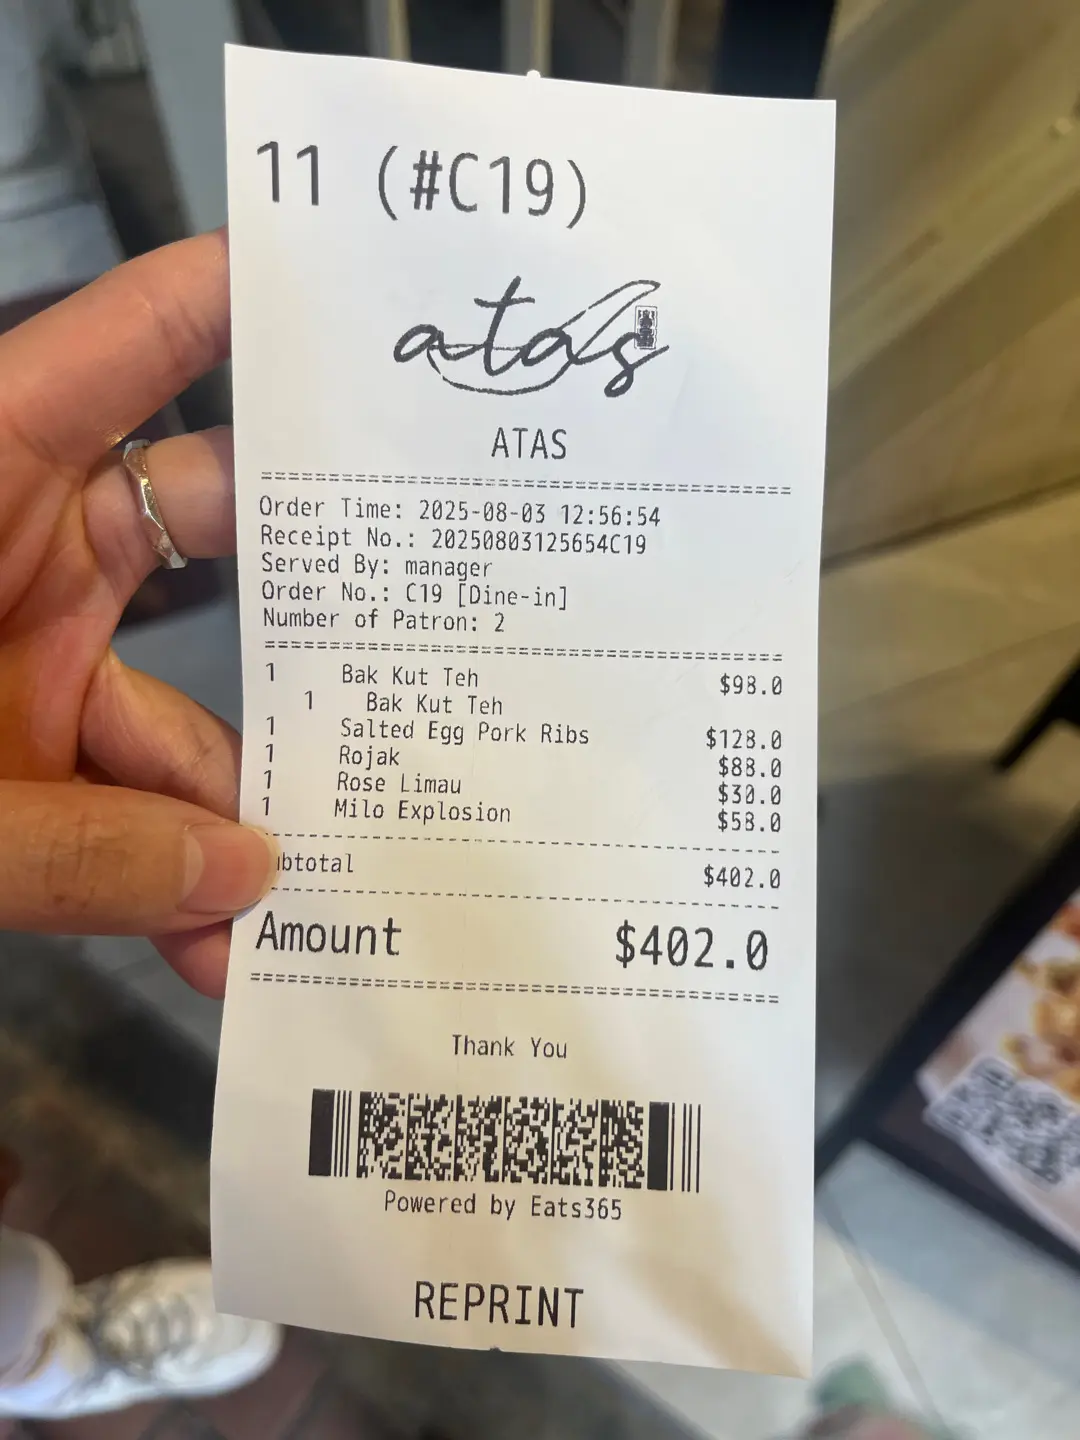 11 (#C19)
atas
ATAS
Order Time: 2025-08-03 12:56:54
Receipt No.: 20250803125654C19
Served By: manager
Order No.: C19 [Dine-in]
Number of Patron: 2
1 Bak Kut Teh $98.0
1 Bak Kut Teh
1 Salted Egg Pork Ribs $128.0
1 Rojak $88.0
1 Rose Limau $30.0
1 Milo Explosion $58.0
ubtotal $402.0
Amount $402.0
Thank You
Powered by Eats365
REPRINT